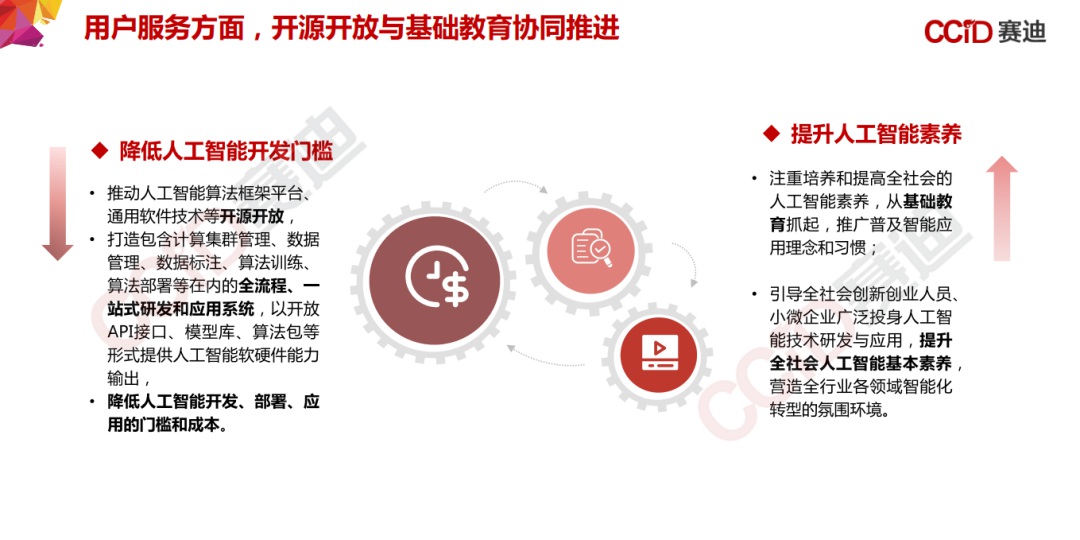 用户服务方面，开源开放与基础教育协同推进
CCID 赛迪
◆ 降低人工智能开发门槛
• 推动人工智能算法框架平台、
通用软件技术等开源开放，
• 打造包含计算集群管理、数据
管理、数据标注、算法训练、
算法部署等在内的全流程、一
站式研发和应用系统，以开放
API接口、模型库、算法包等
形式提供人工智能软硬件能力
输出，
• 降低人工智能开发、部署、应
用的门槛和成本。
◆ 提升人工智能素养
• 注重培养和提高全社会的
人工智能素养，从基础教
育抓起，推广普及智能应
用理念和习惯；
• 引导全社会创新创业人员、
小微企业广泛投身人工智
能技术研发与应用，提升
全社会人工智能基本素养，
营造全行业各领域智能化
转型的氛围环境。
$
CCID赛迪
CCID赛迪